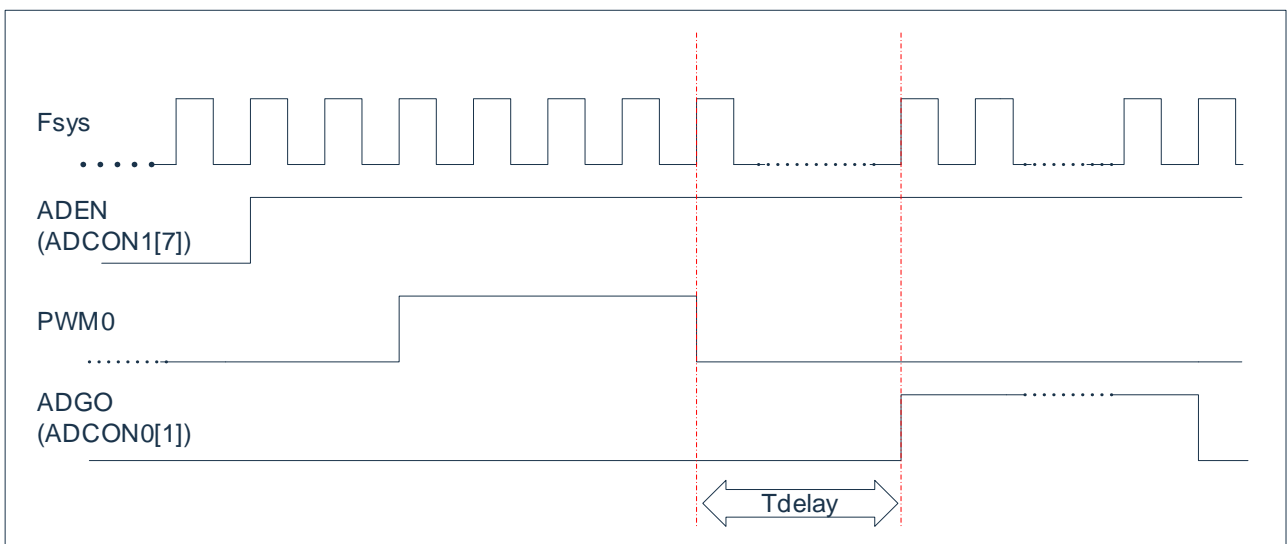 Fsys
ADEN
(ADCON1[7])
PWM0
ADGO
(ADCON0[1])
Tdelay